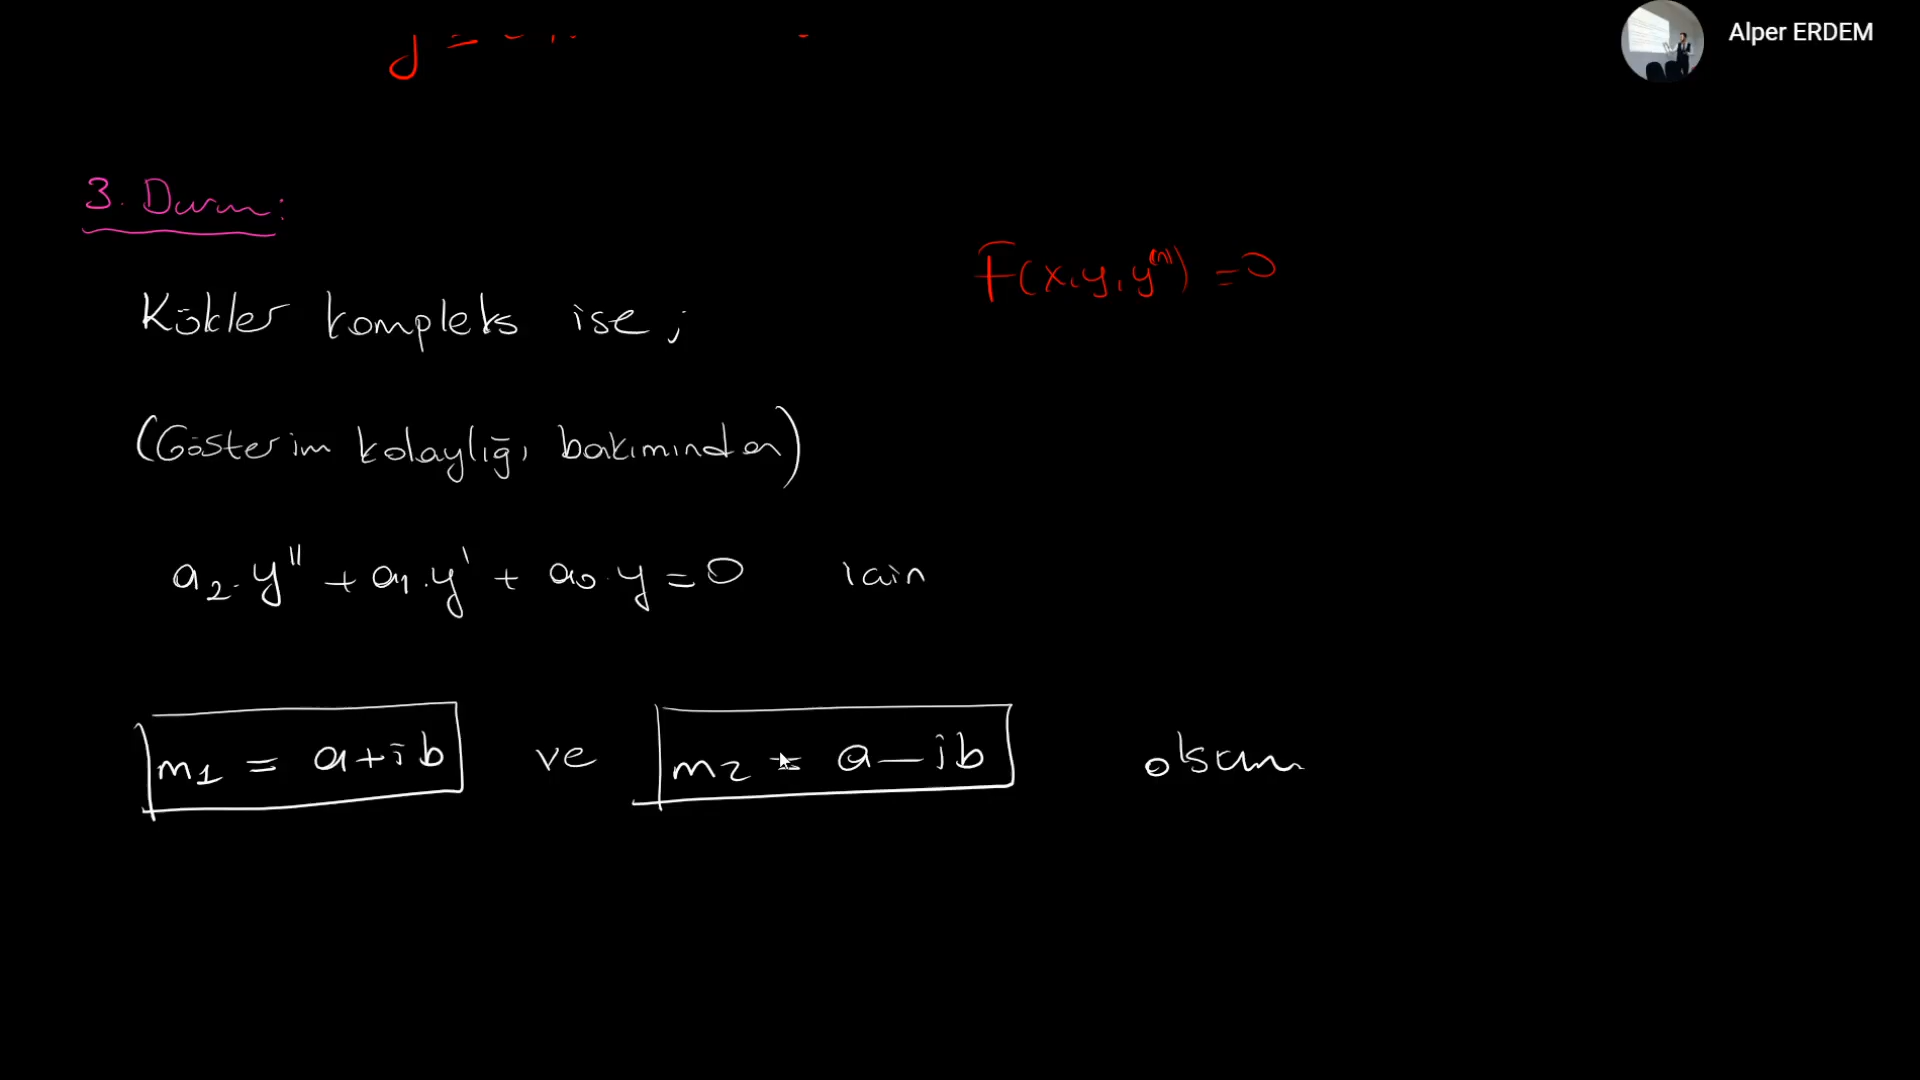 Alper ERDEM
y =
3. Durum:
F(x,y,y⁽ⁿ⁾) = 0
Kökler kompleks ise;
(Gösterim kolaylığı bakımından)
a₂.y'' + a₁.y' + a₀.y = 0 için
m₁ = a+ib ve m₂ = a-ib olsun